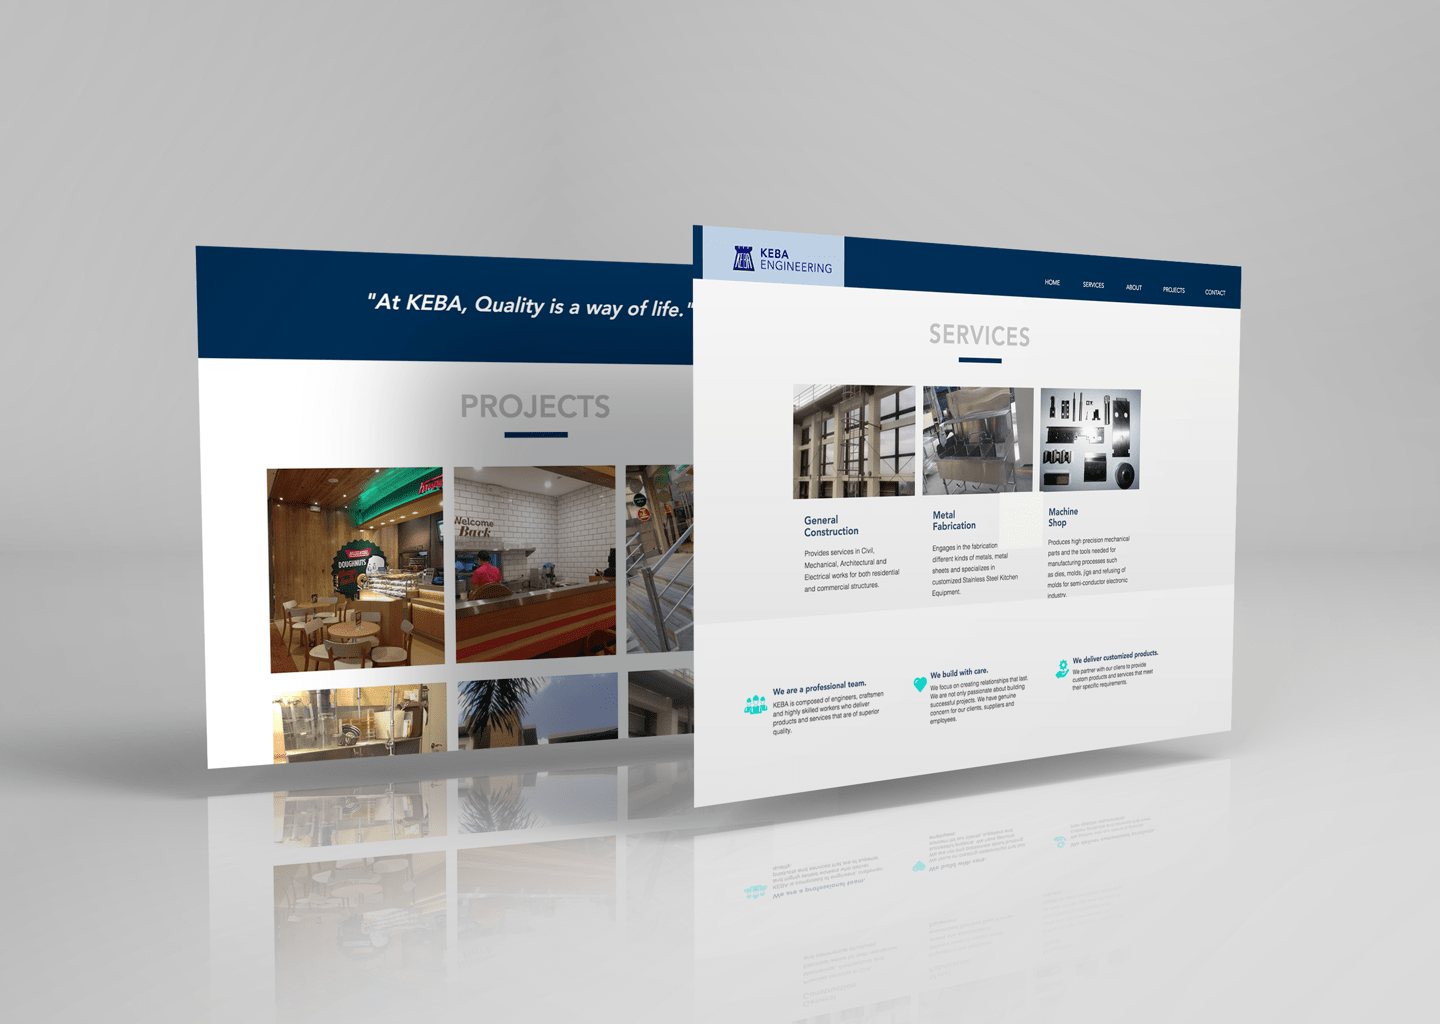 "At KEBA, Quality is a way of life."
PROJECTS
DOUGHNUTS
Welcome
Back
KEBA
ENGINEERING
HOME SERVICES ABOUT PROJECTS CONTACT
SERVICES
General
Construction
Provides services in Civil,
Mechanical, Architectural and
Electrical works for both residential
and commercial structures.
Metal
Fabrication
Engages in the fabrication
different kinds of metals, metal
sheets and specializes in
customized Stainless Steel Kitchen
Equipment.
Machine
Shop
Produces high precision mechanical
parts and the tools needed for
manufacturing processes such
as dies, molds, jigs and refusing of
molds for semi-conductor electronic
industry.
We are a professional team.
KEBA is composed of engineers, craftsmen
and highly skilled workers who deliver
products and services that are of superior
quality.
We build with care.
We focus on creating relationships that last.
We are not only passionate about building
successful projects. We have genuine
concern for our clients, suppliers and
employees.
We deliver customized products.
We partner with our cliens to provide
custom products and services that meet
their specific requirements.